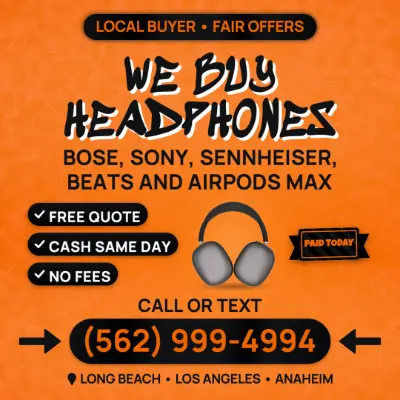 LOCAL BUYER • FAIR OFFERS
WE BUY
HEADPHONES
BOSE, SONY, SENNHEISER,
BEATS AND AIRPODS MAX
FREE QUOTE
CASH SAME DAY
NO FEES
PAID TODAY
CALL OR TEXT
(562) 999-4994
LONG BEACH • LOS ANGELES • ANAHEIM